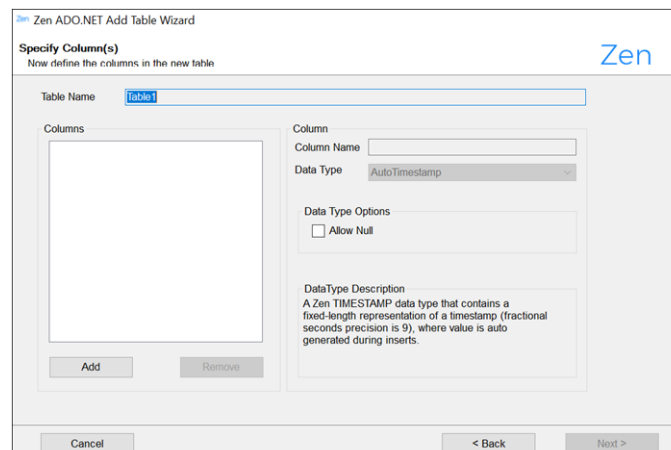 Zen Zen ADO.NET Add Table Wizard
Specify Column(s)
Now define the columns in the new table
Zen
Table Name Table1
Columns
Add Remove
Column
Column Name
Data Type AutoTimestamp
Data Type Options
Allow Null
DataType Description
A Zen TIMESTAMP data type that contains a
fixed-length representation of a timestamp (fractional
seconds precision is 9), where value is auto
generated during inserts.
Cancel < Back Next >